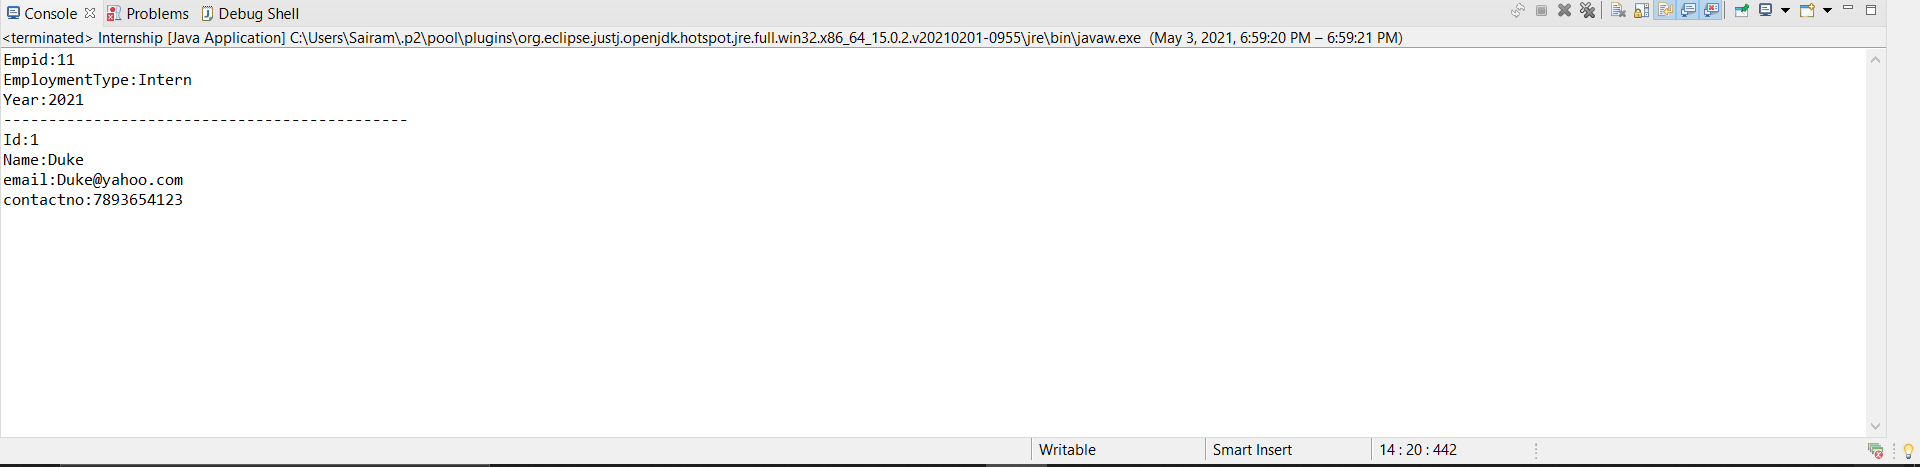 Console Problems Debug Shell
<terminated> Internship [Java Application] C:\Users\Sairam\.p2\pool\plugins\org.eclipse.justj.openjdk.hotspot.jre.full.win32.x86_64_15.0.2.v20210201-0955\jre\bin\javaw.exe (May 3, 2021, 6:59:20 PM – 6:59:21 PM)
Empid:11
EmploymentType:Intern
Year:2021
---------------------------------------------
Id:1
Name:Duke
email:Duke@yahoo.com
contactno:7893654123
Writable Smart Insert 14 : 20 : 442